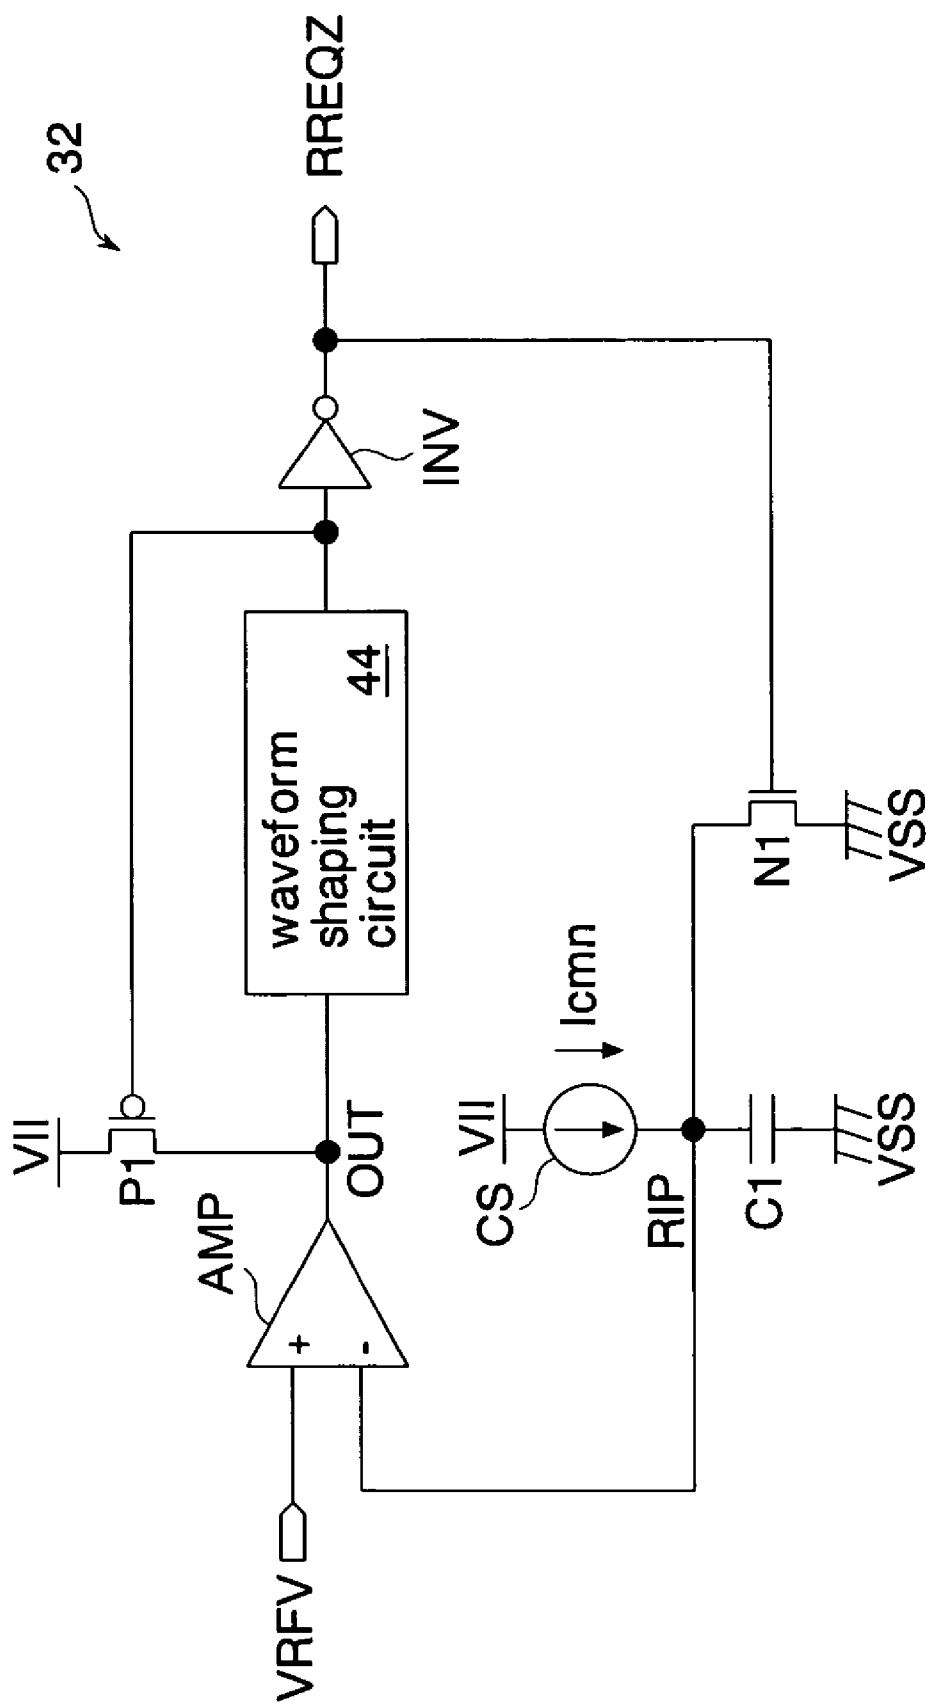 32
VII
P1
AMP
VRFV
+
-
OUT
waveform
shaping
circuit
44
INV
RREQZ
VII
CS
Icmn
RIP
C1
VSS
N1
VSS